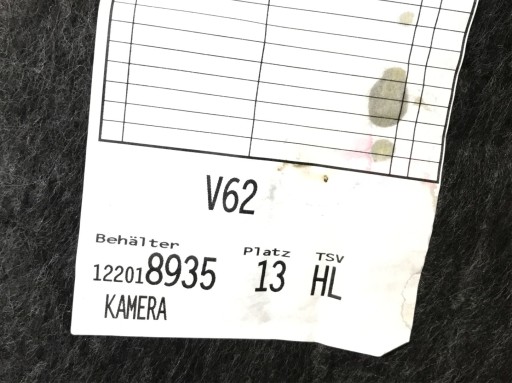 V62
Behälter Platz TSV
122018935 13 HL
KAMERA